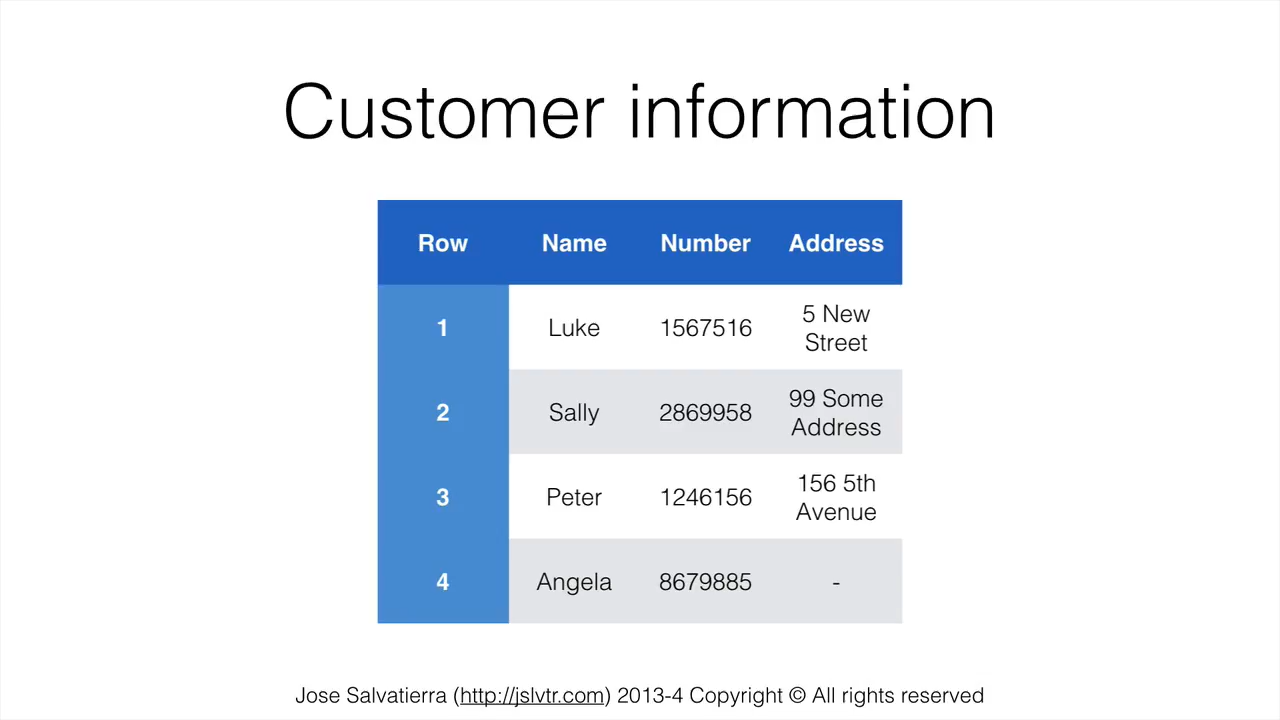 Customer information
Row Name Number Address
1 Luke 1567516 5 New
Street
2 Sally 2869958 99 Some
Address
3 Peter 1246156 156 5th
Avenue
4 Angela 8679885 -
Jose Salvatierra (http://jslvtr.com) 2013-4 Copyright © All rights reserved